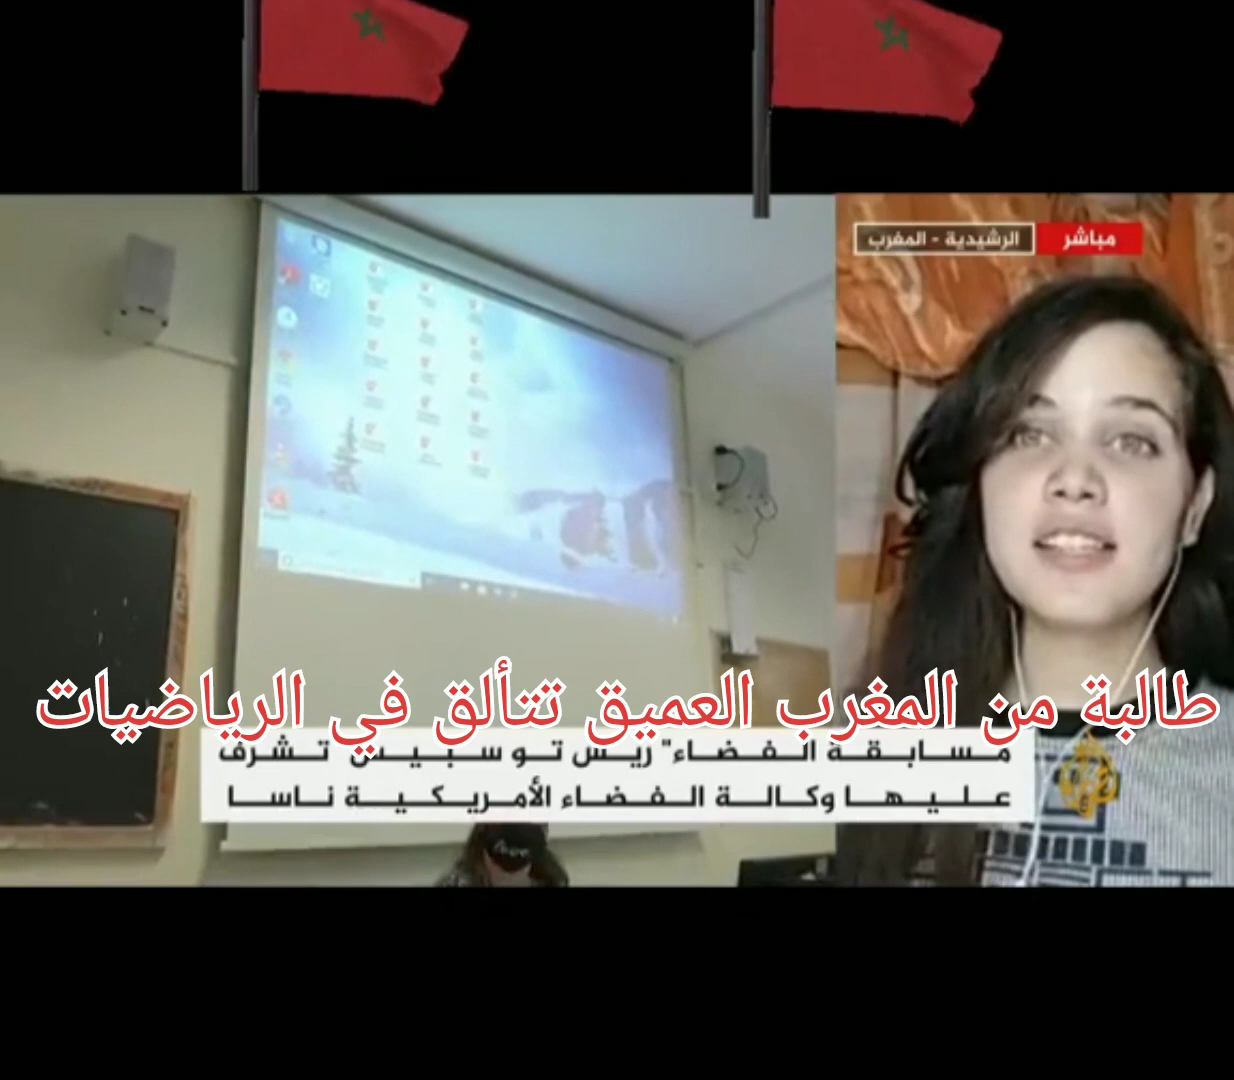 مباشر
الرشيدية - المغرب
طالبة من المغرب العميق تتألق في الرياضيات
مسابقة الفضاء" ريس تو سبيس تشرف
عليها وكالة الفضاء الأمريكية ناسا